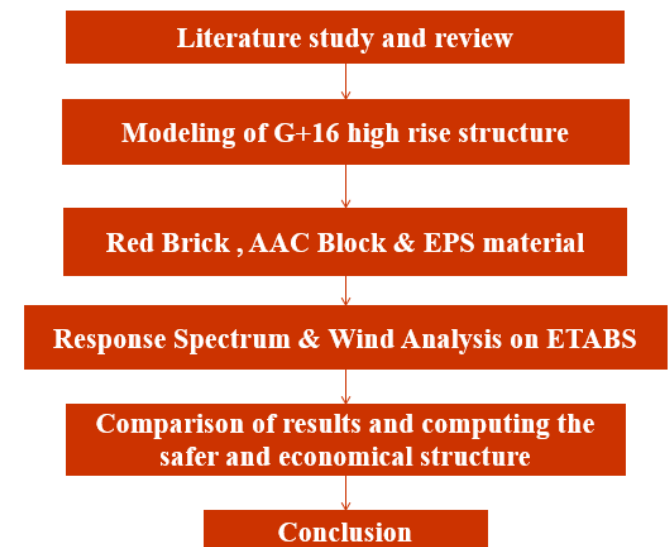 Literature study and review
Modeling of G+16 high rise structure
Red Brick , AAC Block & EPS material
Response Spectrum & Wind Analysis on ETABS
Comparison of results and computing the
safer and economical structure
Conclusion